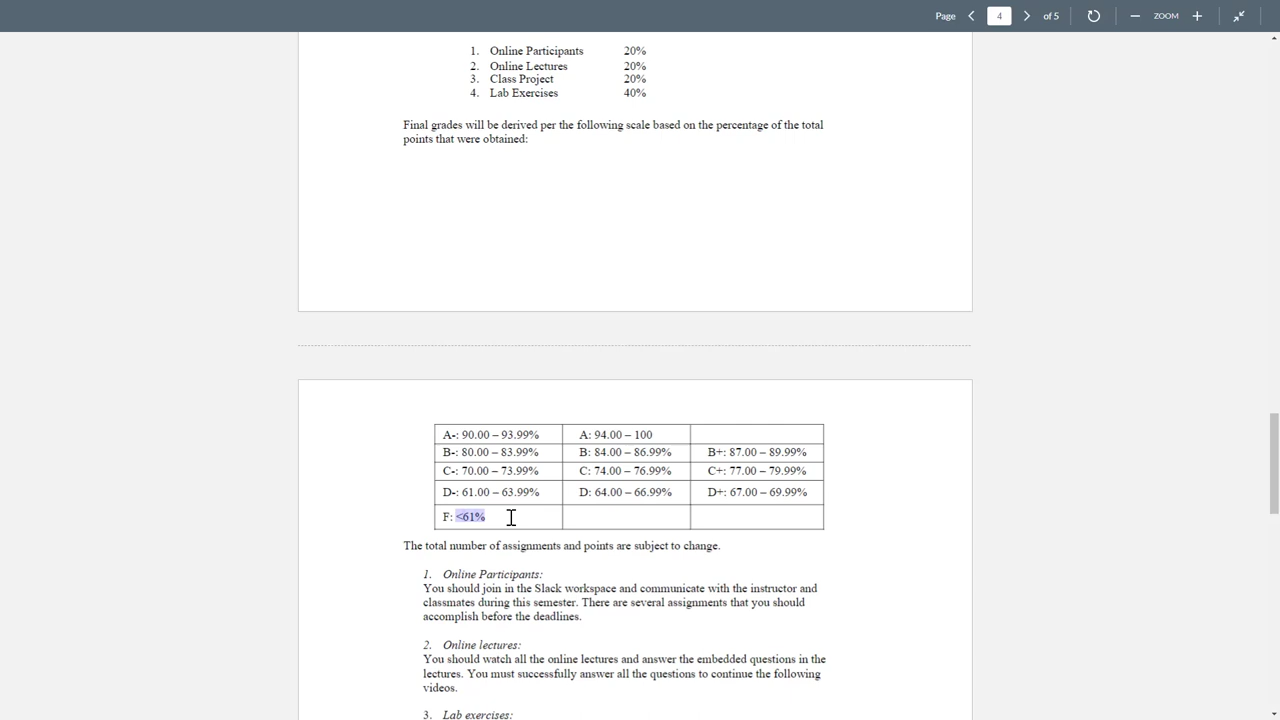 Page 4 of 5 ZOOM
1. Online Participants 20%
2. Online Lectures 20%
3. Class Project 20%
4. Lab Exercises 40%
Final grades will be derived per the following scale based on the percentage of the total
points that were obtained:
A-: 90.00 – 93.99% A: 94.00 – 100
B-: 80.00 – 83.99% B: 84.00 – 86.99% B+: 87.00 – 89.99%
C-: 70.00 – 73.99% C: 74.00 – 76.99% C+: 77.00 – 79.99%
D-: 61.00 – 63.99% D: 64.00 – 66.99% D+: 67.00 – 69.99%
F: <61%
The total number of assignments and points are subject to change.
1. Online Participants:
You should join in the Slack workspace and communicate with the instructor and
classmates during this semester. There are several assignments that you should
accomplish before the deadlines.
2. Online lectures:
You should watch all the online lectures and answer the embedded questions in the
lectures. You must successfully answer all the questions to continue the following
videos.
3. Lab exercises: